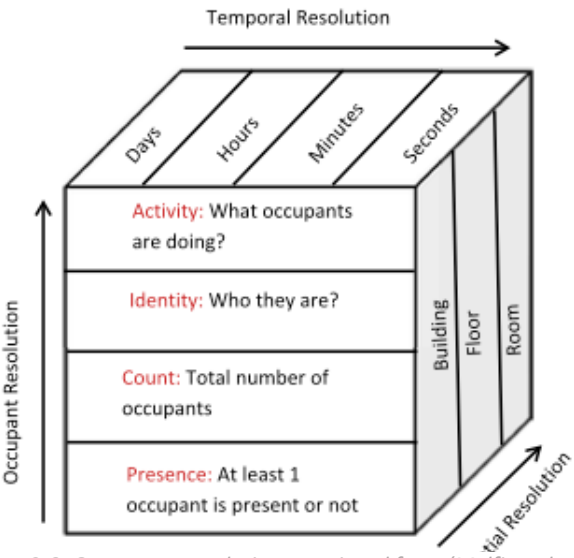 Temporal Resolution
Days
Hours
Minutes
Seconds
Activity: What occupants
are doing?
Identity: Who they are?
Count: Total number of
occupants
Presence: At least 1
occupant is present or not
Occupant Resolution
Building
Floor
Room
Resolution